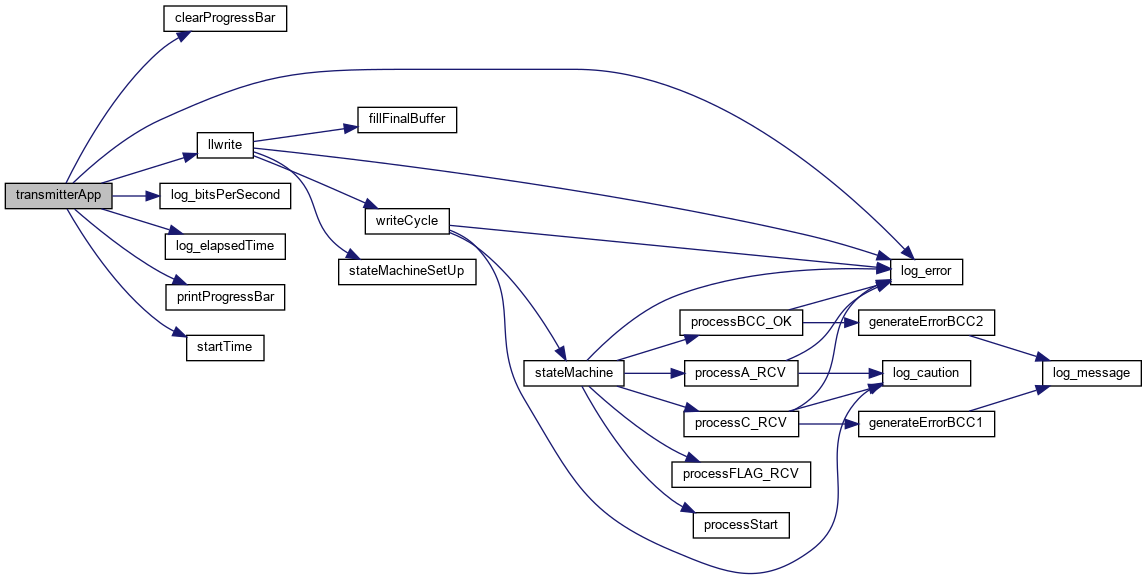 clearProgressBar
fillFinalBuffer
llwrite
transmitterApp
log_bitsPerSecond
writeCycle
log_elapsedTime
stateMachineSetUp
log_error
printProgressBar
processBCC_OK
generateErrorBCC2
startTime
stateMachine
processA_RCV
log_caution
log_message
processC_RCV
generateErrorBCC1
processFLAG_RCV
processStart